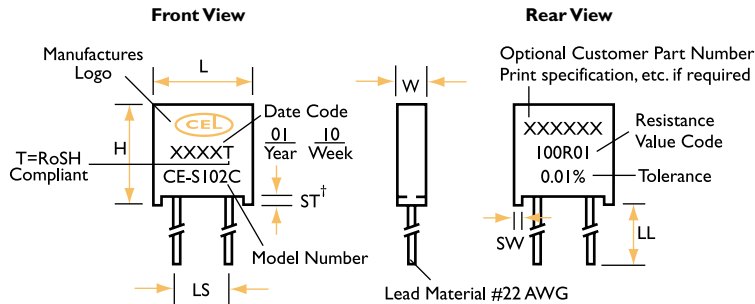 Front View
Manufactures
Logo
L
H
CEL
Date Code
XXXXT
01
Year
10
Week
T=RoSH
Compliant
CE-S102C
ST†
Model Number
LS
W
Lead Material #22 AWG
Rear View
Optional Customer Part Number
Print specification, etc. if required
XXXXXX
100R01
0.01%
Resistance
Value Code
Tolerance
SW
LL